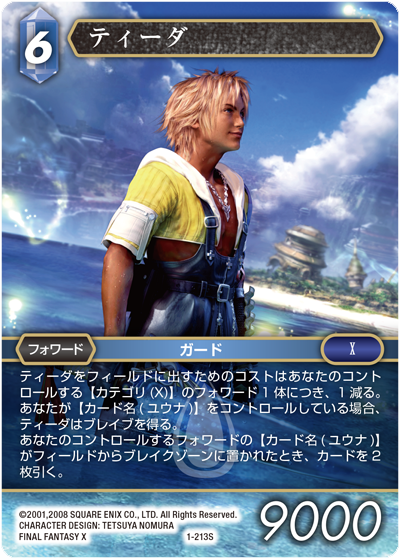 6
ティーダ
フォワード
ガード
X
ティーダをフィールドに出すためのコストはあなたのコント
ロールする【カテゴリ(X)】のフォワード1体につき、1減る。
あなたが【カード名(ユウナ)】をコントロールしている場合、
ティーダはブレイブを得る。
あなたのコントロールするフォワードの【カード名(ユウナ)】
がフィールドからブレイクゾーンに置かれたとき、カードを2
枚引く。
©2001,2008 SQUARE ENIX CO., LTD. All Rights Reserved.
CHARACTER DESIGN: TETSUYA NOMURA
FINAL FANTASY X
1-213S
9000